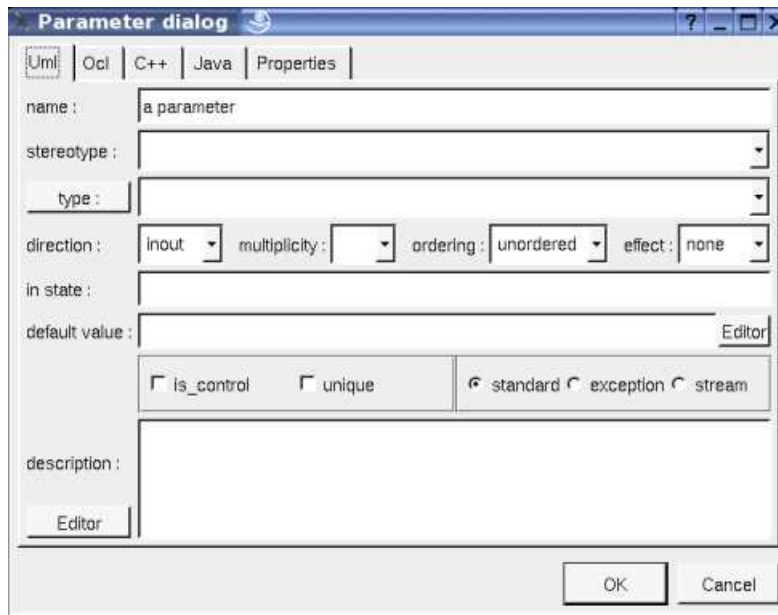 Parameter dialog
Uml Ocl C++ Java Properties
name : a parameter
stereotype :
type :
direction : inout multiplicity : ordering : unordered effect : none
in state :
default value : Editor
is_control unique standard exception stream
description :
Editor
OK Cancel